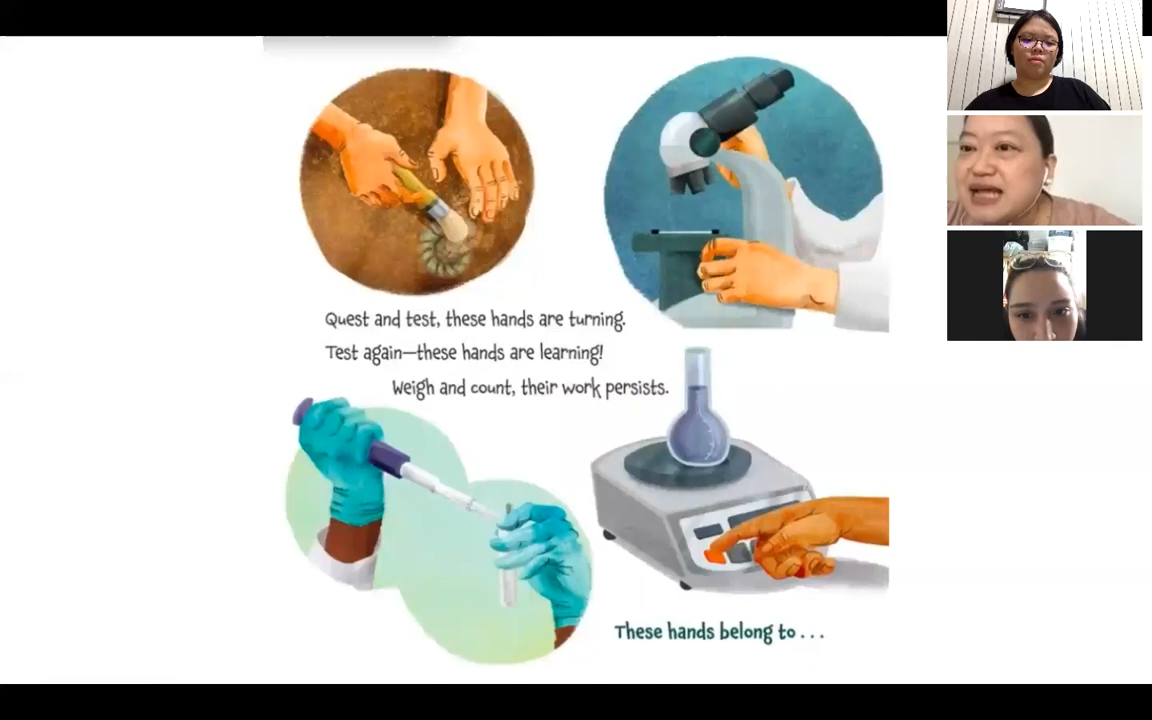 Quest and test, these hands are turning.
Test again—these hands are learning!
Weigh and count, their work persists.
These hands belong to . . .